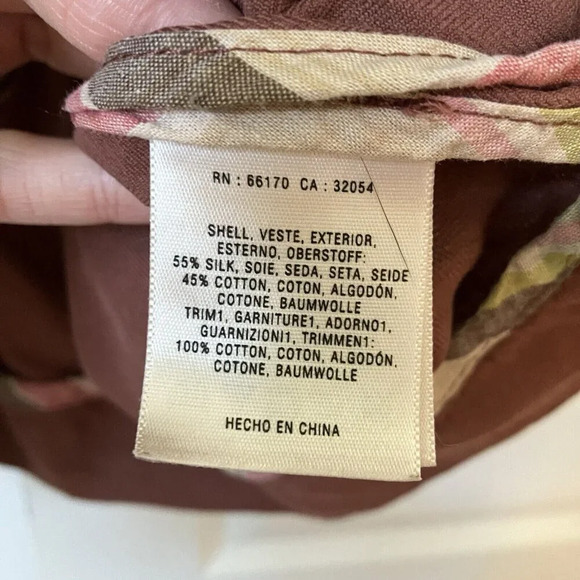 RN : 66170 CA : 32054
SHELL, VESTE, EXTERIOR,
ESTERNO, OBERSTOFF:
55% SILK, SOIE, SEDA, SETA, SEIDE
45% COTTON, COTON, ALGODÓN,
COTONE, BAUMWOLLE
TRIM1, GARNITURE1, ADORNO1,
GUARNIZIONI1, TRIMMEN1:
100% COTTON, COTON, ALGODÓN,
COTONE, BAUMWOLLE
HECHO EN CHINA